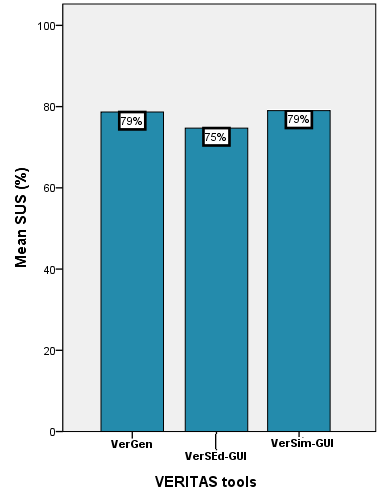 100
80
60
40
20
0
Mean SUS (%)
79%
75%
79%
VerGen
VerSEd-GUI
VerSim-GUI
VERITAS tools